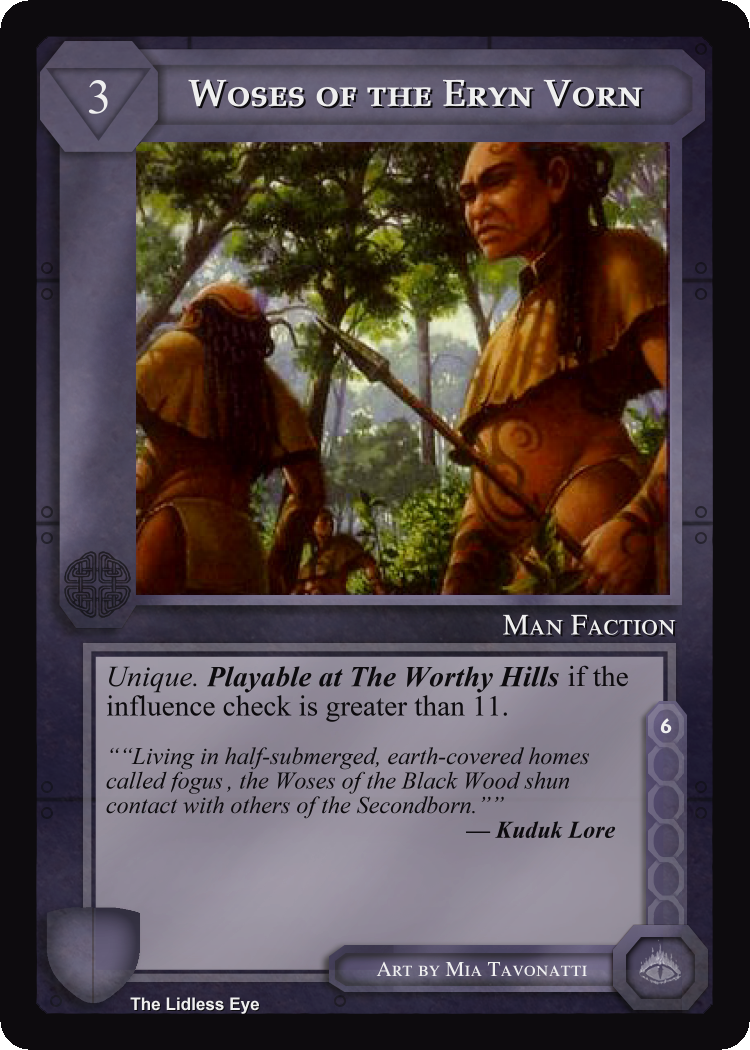 3
Woses of the Eryn Vorn
Man Faction
Unique. Playable at The Worthy Hills if the
influence check is greater than 11.
6
““Living in half-submerged, earth-covered homes
called fogus , the Woses of the Black Wood shun
contact with others of the Secondborn.””
— Kuduk Lore
Art by Mia Tavonatti
The Lidless Eye